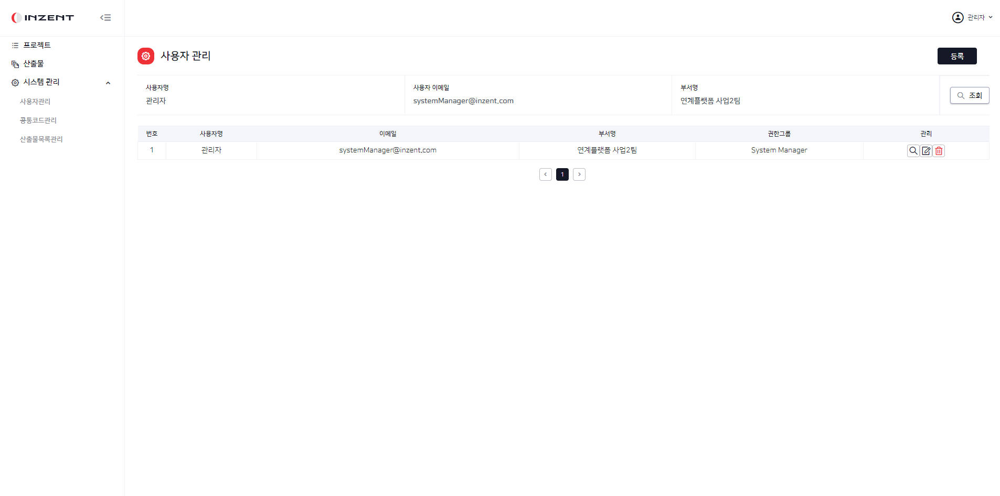 INZENT
관리자
프로젝트
산출물
시스템 관리
사용자관리
공통코드관리
산출물목록관리
사용자 관리
등록
사용자명
관리자
사용자 이메일
systemManager@inzent.com
부서명
연계플랫폼 사업2팀
조회
번호 사용자명 이메일 부서명 권한그룹 관리
1 관리자 systemManager@inzent.com 연계플랫폼 사업2팀 System Manager
1